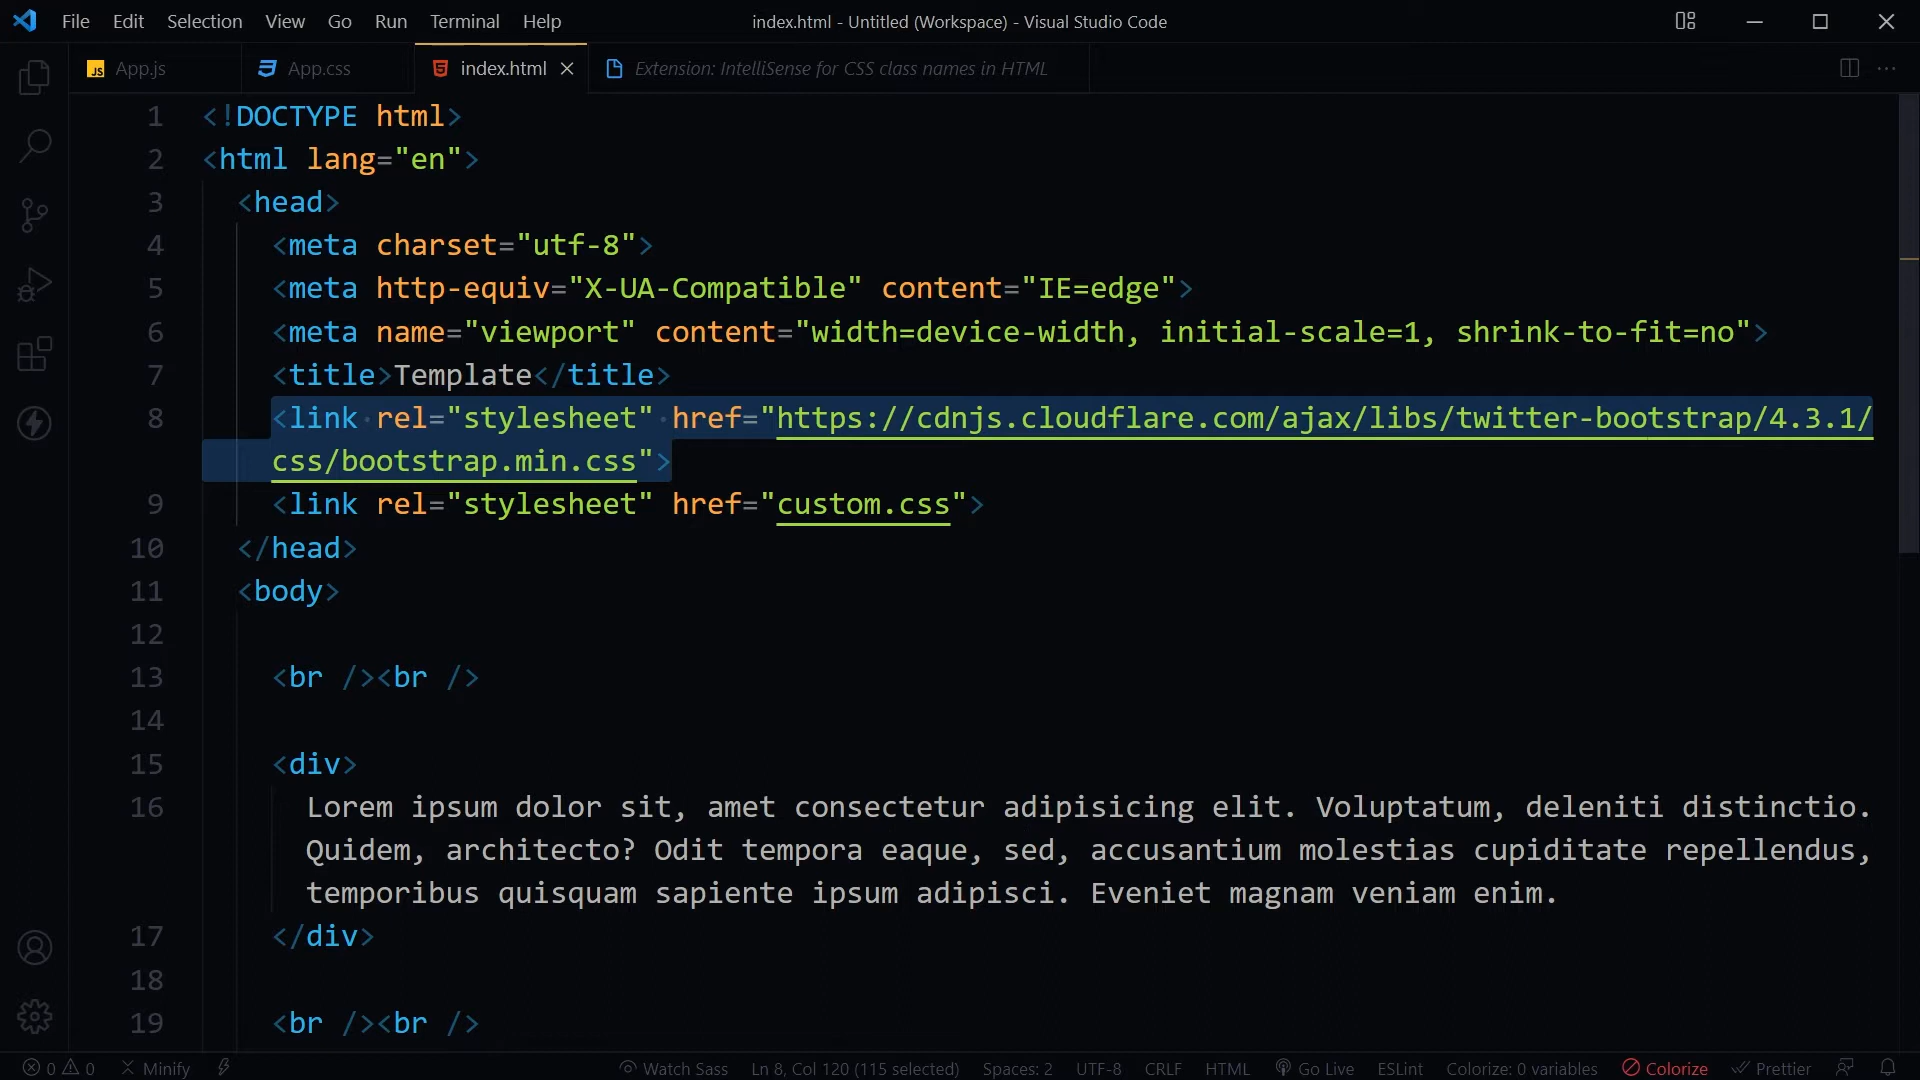 File Edit Selection View Go Run Terminal Help index.html - Untitled (Workspace) - Visual Studio Code
JS App.js App.css index.html Extension: IntelliSense for CSS class names in HTML
1 <!DOCTYPE html>
2 <html lang="en">
3 <head>
4 <meta charset="utf-8">
5 <meta http-equiv="X-UA-Compatible" content="IE=edge">
6 <meta name="viewport" content="width=device-width, initial-scale=1, shrink-to-fit=no">
7 <title>Template</title>
8 <link rel="stylesheet" href="https://cdnjs.cloudflare.com/ajax/libs/twitter-bootstrap/4.3.1/
css/bootstrap.min.css">
9 <link rel="stylesheet" href="custom.css">
10 </head>
11 <body>
12
13 <br /><br />
14
15 <div>
16 Lorem ipsum dolor sit, amet consectetur adipisicing elit. Voluptatum, deleniti distinctio.
Quidem, architecto? Odit tempora eaque, sed, accusantium molestias cupiditate repellendus,
temporibus quisquam sapiente ipsum adipisci. Eveniet magnam veniam enim.
17 </div>
18
19 <br /><br />
0 0 Minify Watch Sass Ln 8, Col 120 (115 selected) Spaces: 2 UTF-8 CRLF HTML Go Live ESLint Colorize: 0 variables Colorize Prettier